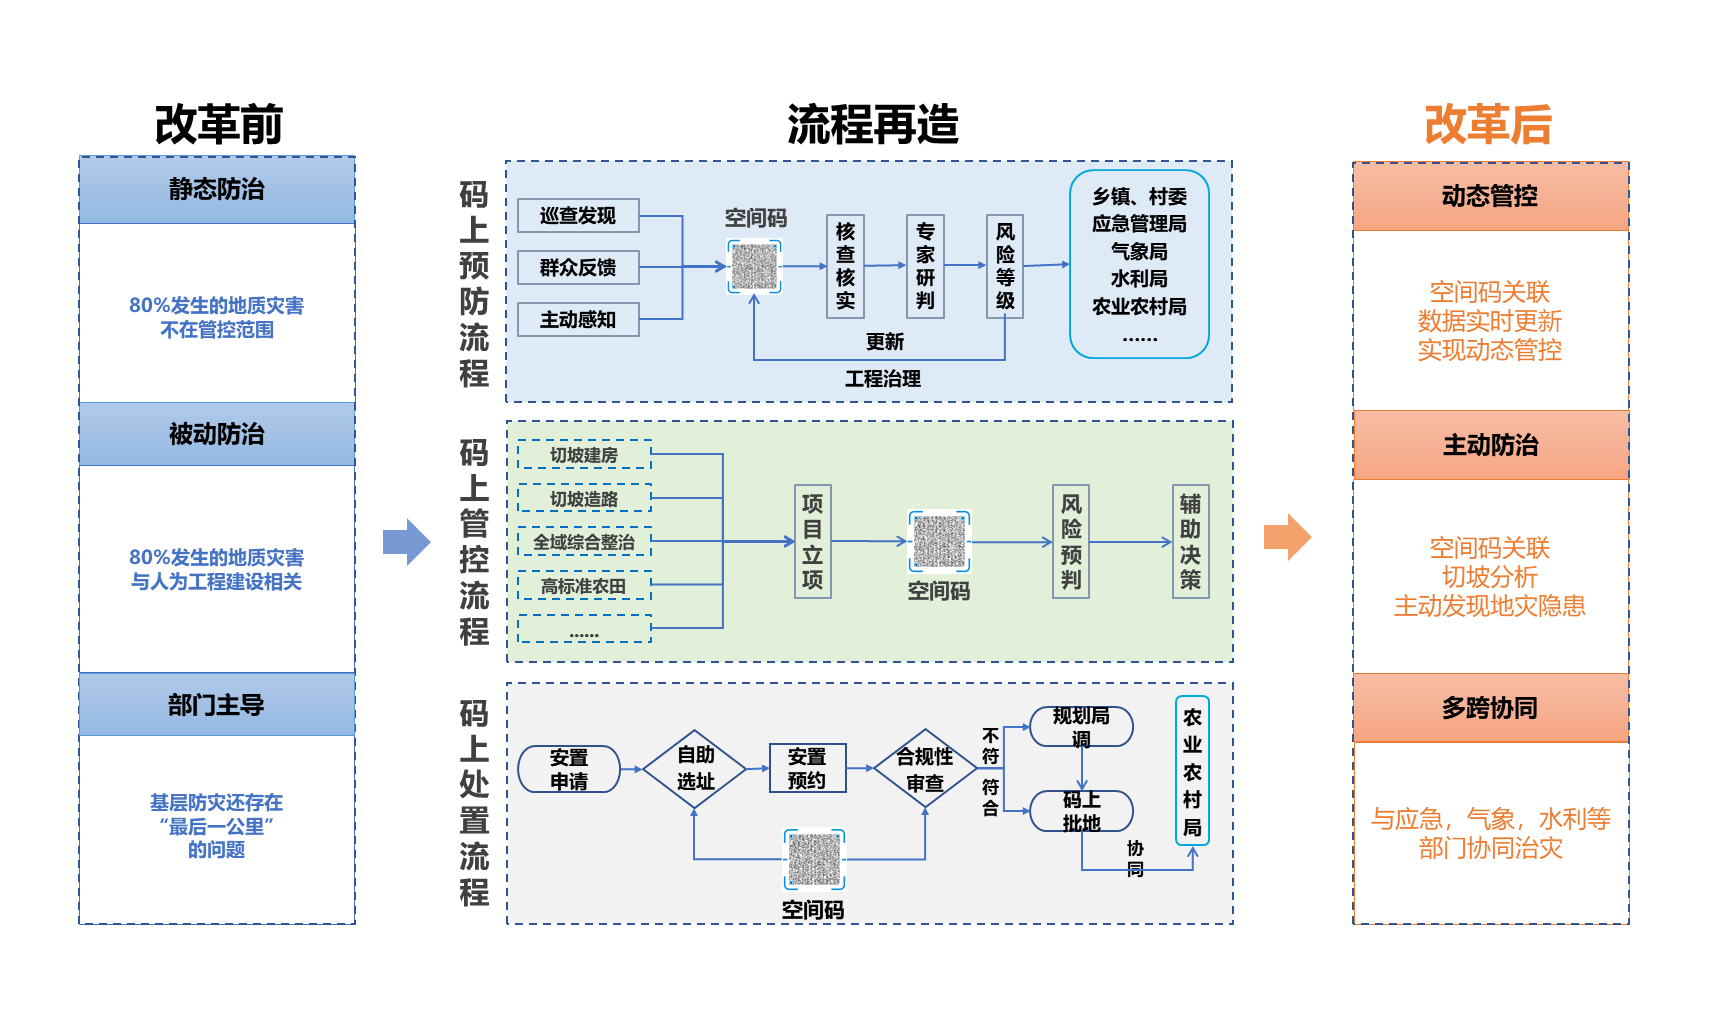 改革前
静态防治
80%发生的地质灾害
不在管控范围
被动防治
80%发生的地质灾害
与人为工程建设相关
部门主导
基层防灾还存在
“最后一公里”
的问题
流程再造
码上预防流程
巡查发现
群众反馈
主动感知
空间码
核查核实
专家研判
风险等级
乡镇、村委
应急管理局
气象局
水利局
农业农村局
······
更新
工程治理
码上管控流程
切坡建房
切坡造路
全域综合整治
高标准农田
······
项目立项
空间码
风险预判
辅助决策
码上处置流程
安置
申请
自助
选址
安置
预约
合规性
审查
不符
符合
规划局
调
码上
批地
协同
农业农村局
空间码
改革后
动态管控
空间码关联
数据实时更新
实现动态管控
主动防治
空间码关联
切坡分析
主动发现地灾隐患
多跨协同
与应急，气象，水利等
部门协同治灾